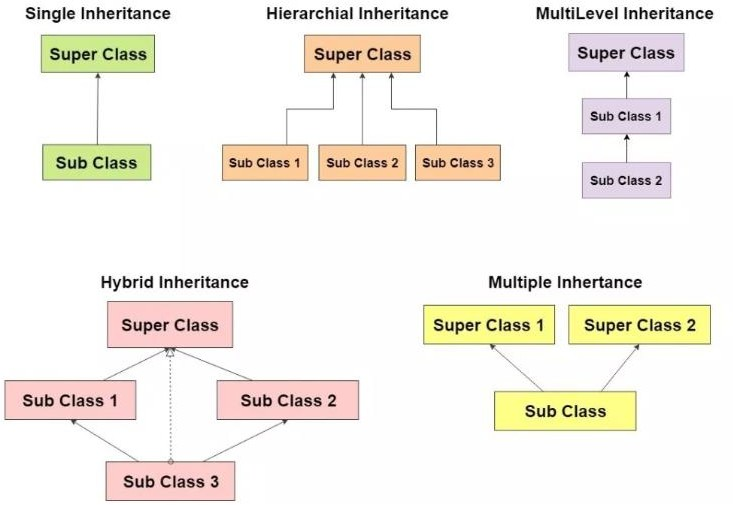 Single Inheritance
Super Class
Sub Class
Hierarchial Inheritance
Super Class
Sub Class 1
Sub Class 2
Sub Class 3
MultiLevel Inheritance
Super Class
Sub Class 1
Sub Class 2
Hybrid Inheritance
Super Class
Sub Class 1
Sub Class 2
Sub Class 3
Multiple Inhertance
Super Class 1
Super Class 2
Sub Class